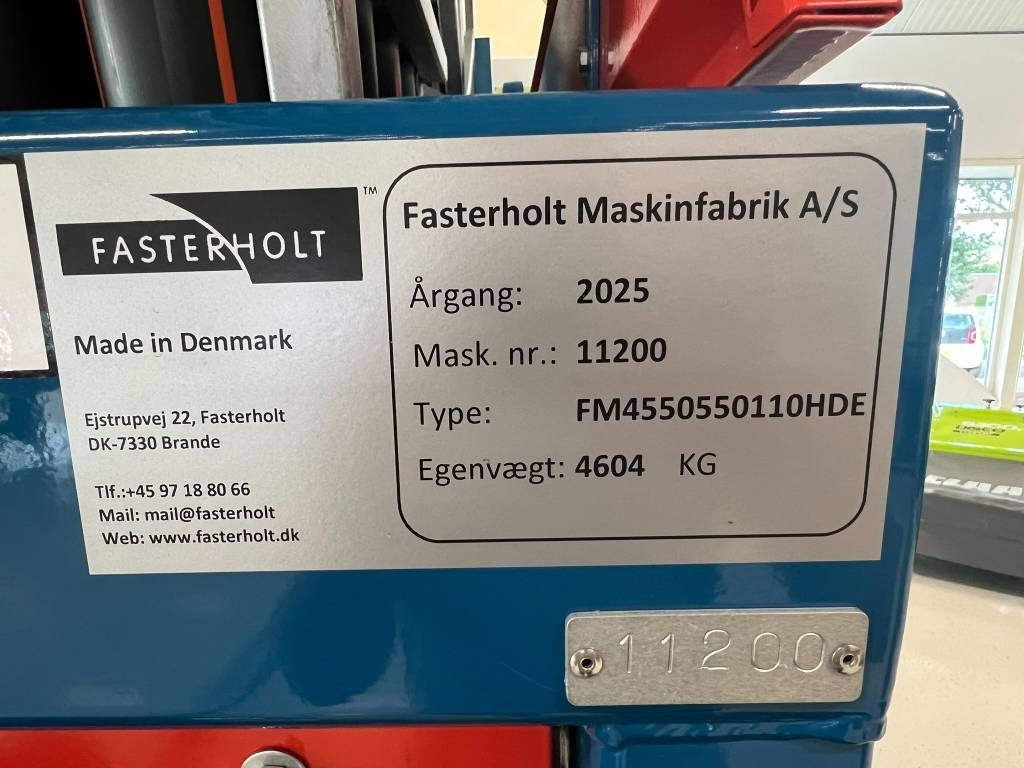 FASTERHOLT™
Made in Denmark
Ejstrupvej 22, Fasterholt
DK-7330 Brande
Tlf.:+45 97 18 80 66
Mail: mail@fasterholt
Web: www.fasterholt.dk
Fasterholt Maskinfabrik A/S
Årgang: 2025
Mask. nr.: 11200
Type: FM4550550110HDE
Egenvægt: 4604 KG
11200